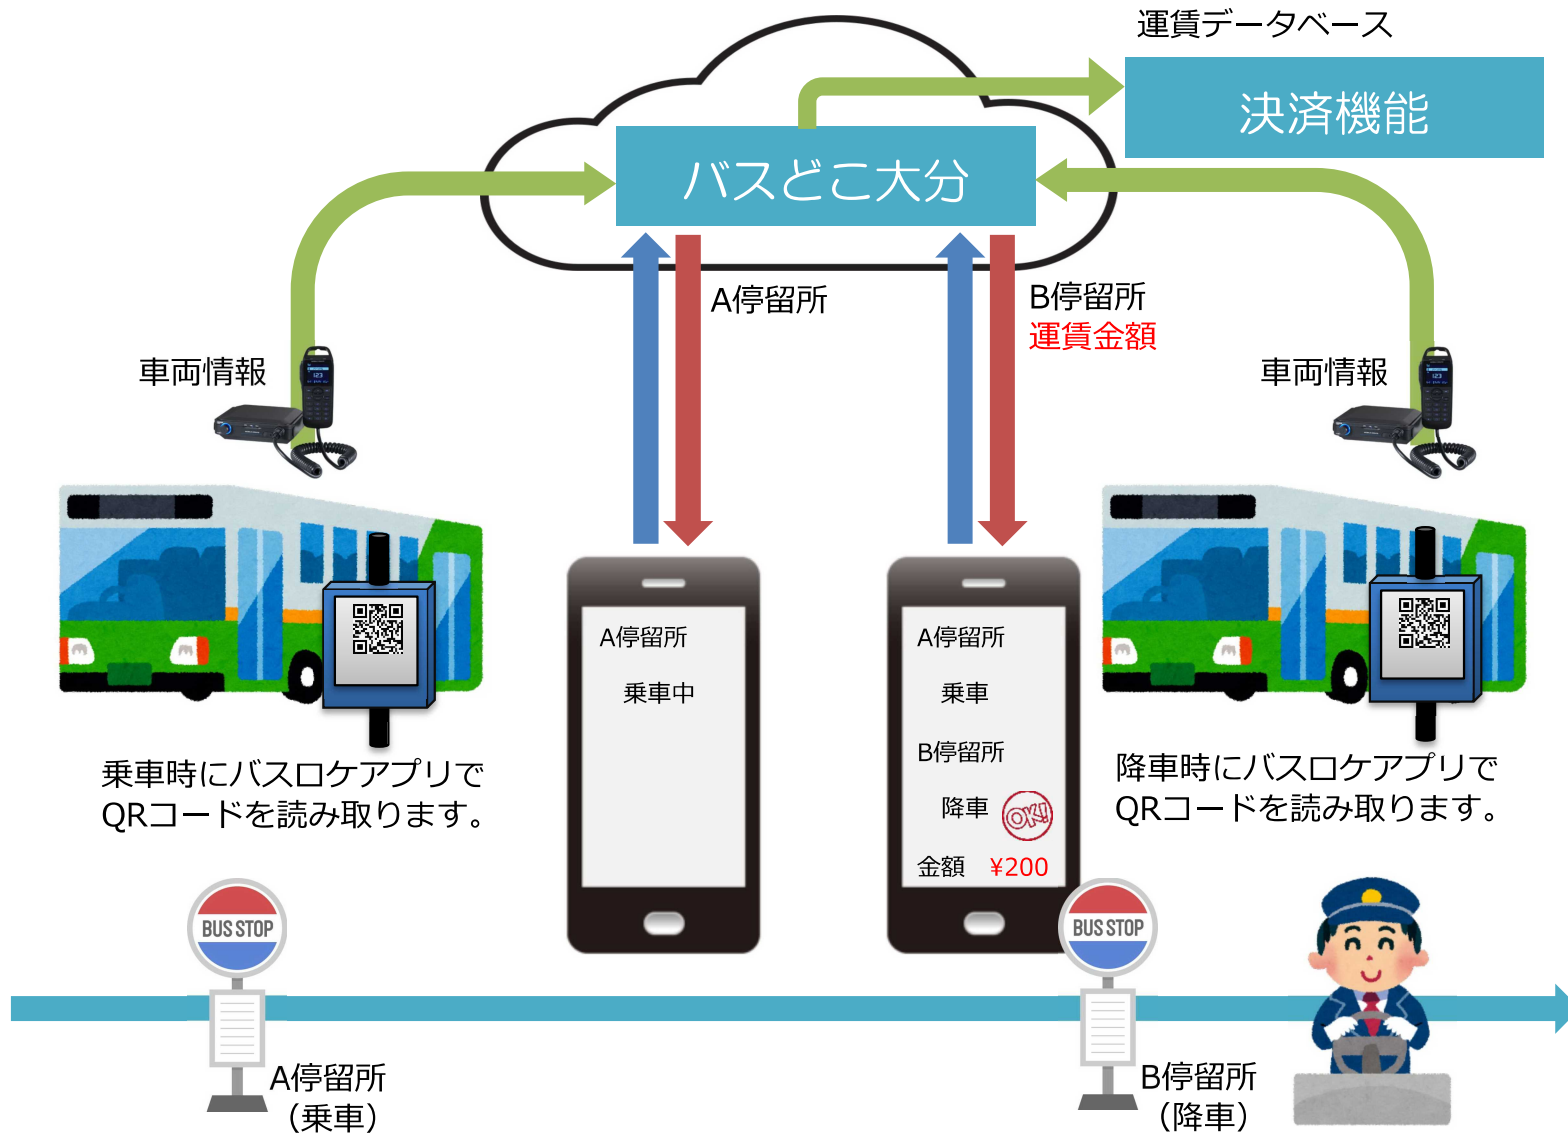 運賃データベース
決済機能
バスどこ大分
A停留所
B停留所
運賃金額
車両情報
車両情報
123
123
A停留所
乗車中
A停留所
乗車
B停留所
降車
OK!
金額 ¥200
乗車時にバスロケアプリで
QRコードを読み取ります。
降車時にバスロケアプリで
QRコードを読み取ります。
BUS STOP
BUS STOP
A停留所
（乗車）
B停留所
（降車）